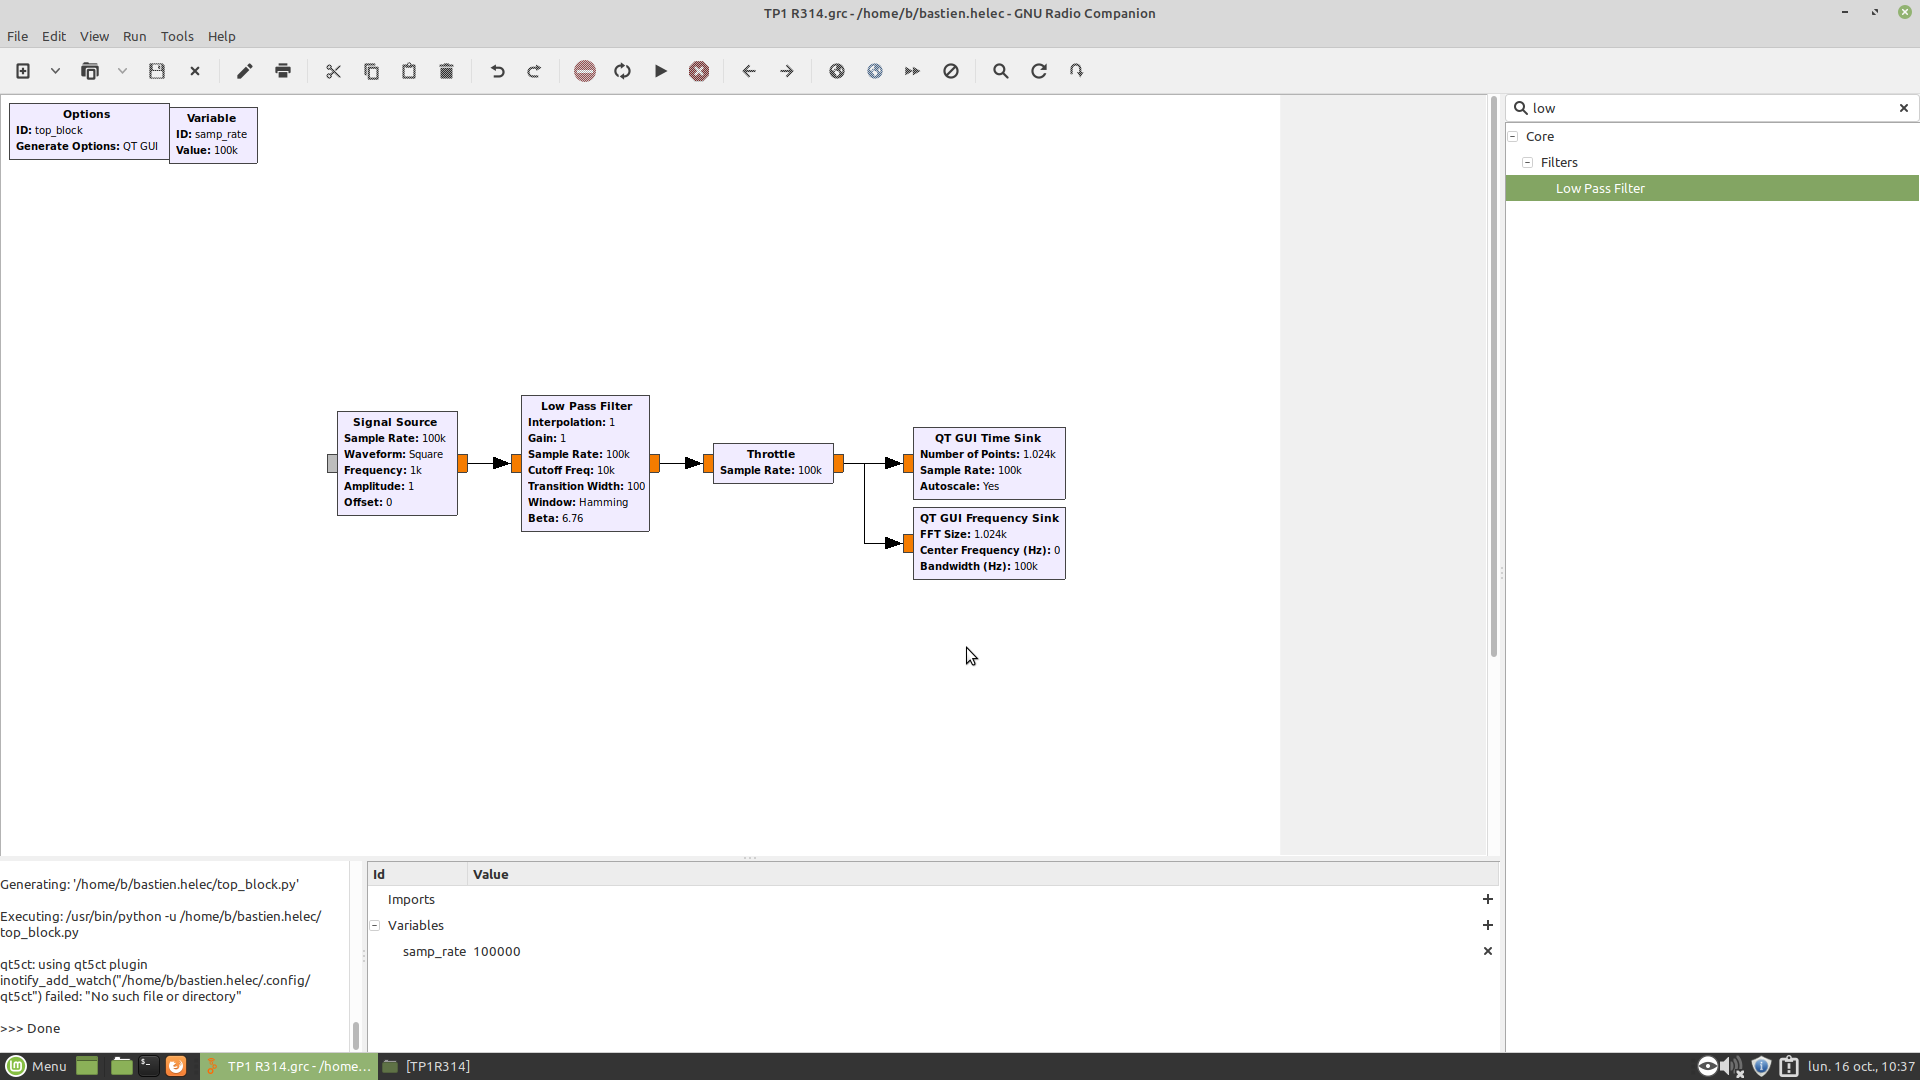 TP1 R314.grc - /home/b/bastien.helec - GNU Radio Companion
File Edit View Run Tools Help
Options
ID: top_block
Generate Options: QT GUI
Variable
ID: samp_rate
Value: 100k
Signal Source
Sample Rate: 100k
Waveform: Square
Frequency: 1k
Amplitude: 1
Offset: 0
Low Pass Filter
Interpolation: 1
Gain: 1
Sample Rate: 100k
Cutoff Freq: 10k
Transition Width: 100
Window: Hamming
Beta: 6.76
Throttle
Sample Rate: 100k
QT GUI Time Sink
Number of Points: 1.024k
Sample Rate: 100k
Autoscale: Yes
QT GUI Frequency Sink
FFT Size: 1.024k
Center Frequency (Hz): 0
Bandwidth (Hz): 100k
low
Core
Filters
Low Pass Filter
Generating: '/home/b/bastien.helec/top_block.py'
Executing: /usr/bin/python -u /home/b/bastien.helec/
top_block.py
qt5ct: using qt5ct plugin
inotify_add_watch("/home/b/bastien.helec/.config/
qt5ct") failed: "No such file or directory"
>>> Done
Id Value
Imports
Variables
samp_rate 100000
Menu TP1 R314.grc - /home... [TP1R314] lun. 16 oct., 10:37